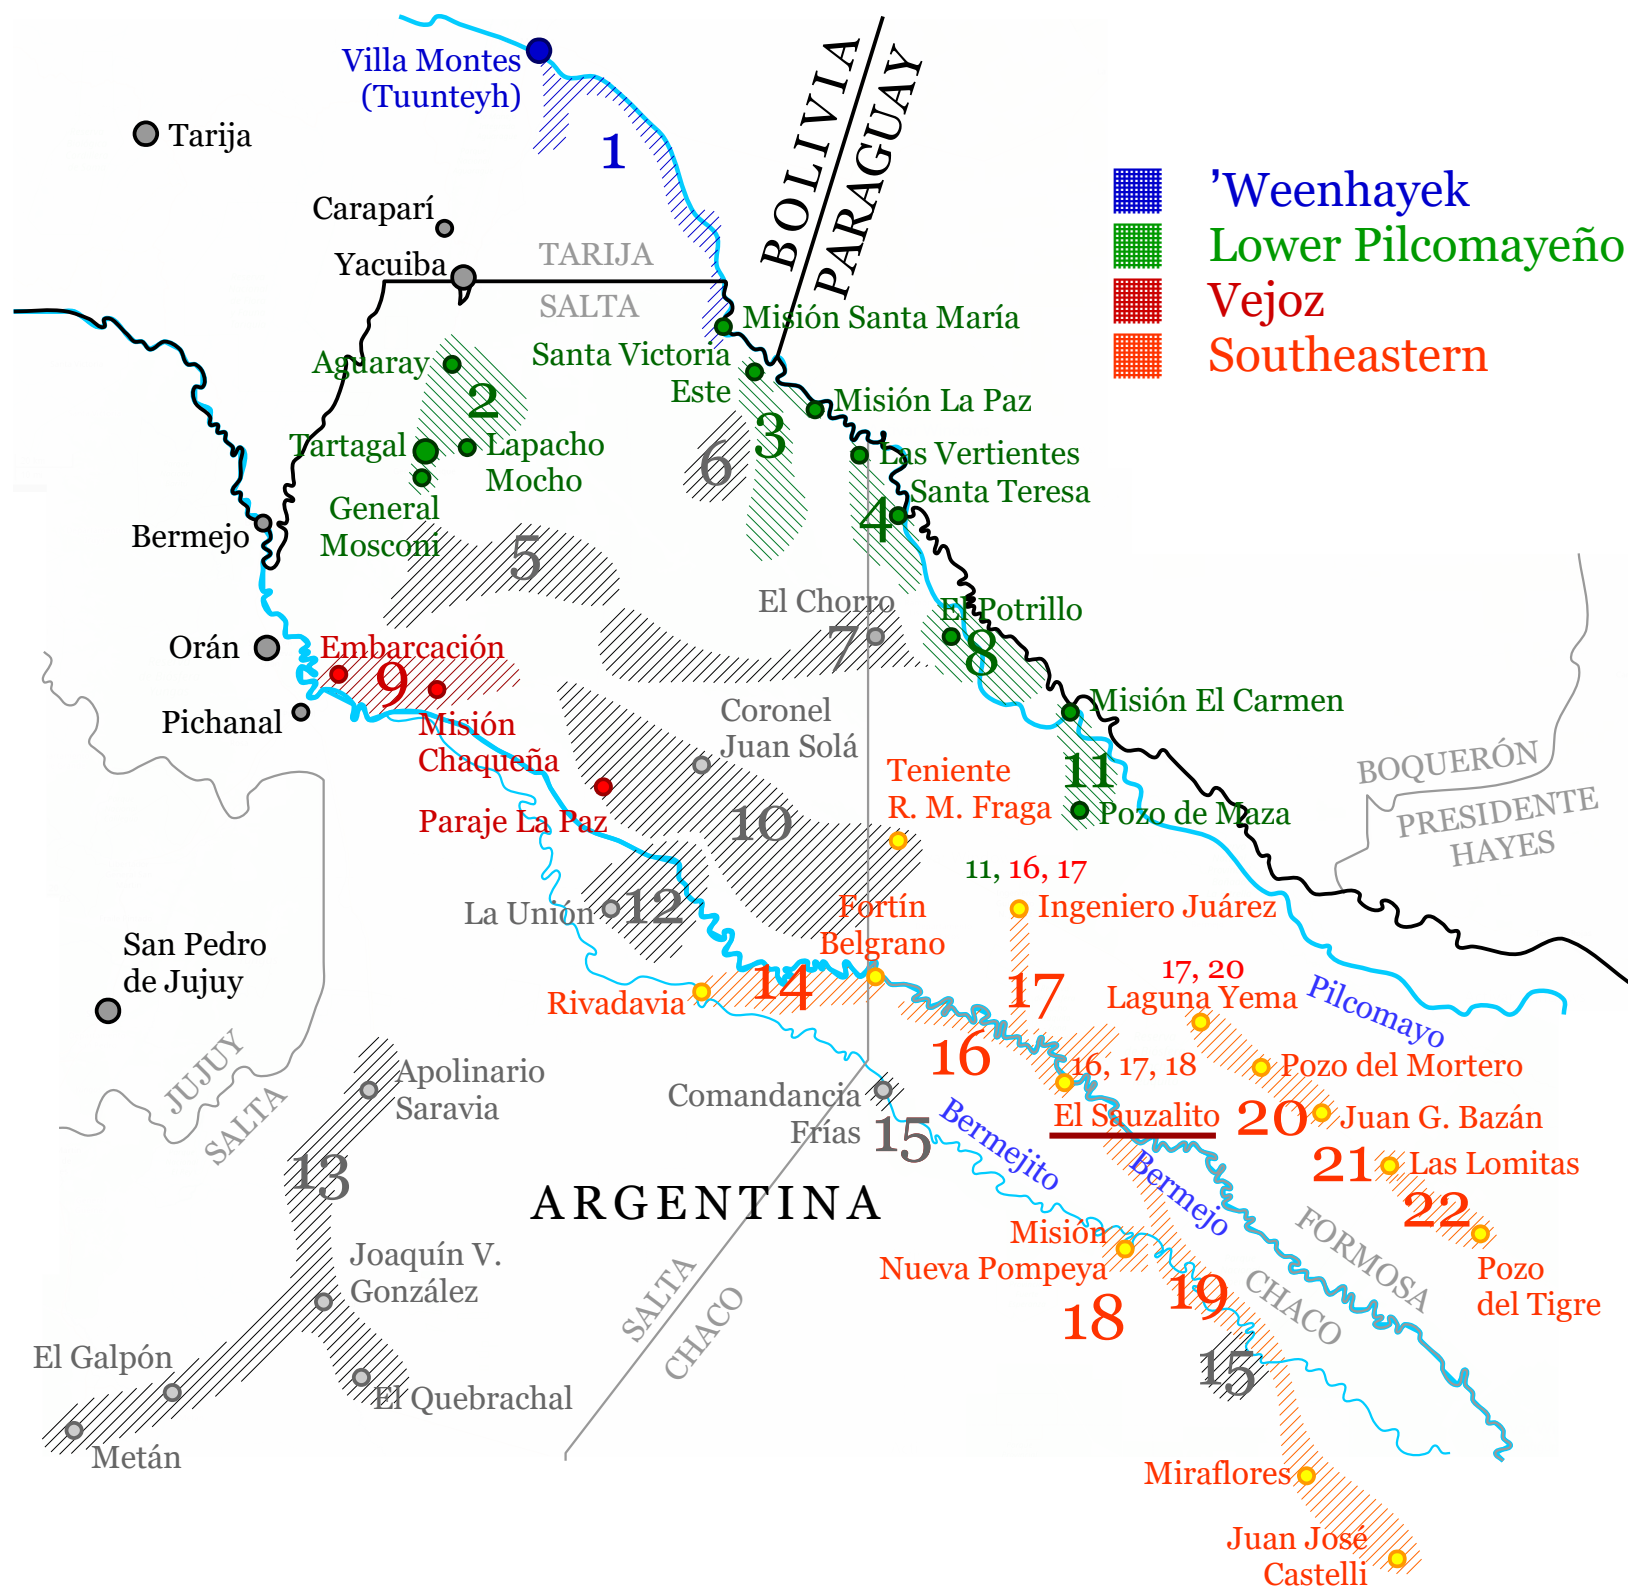 Villa Montes
(Tuunteyh)
1
Tarija
Caraparí
Yacuiba
TARIJA
SALTA
BOLIVIA
PARAGUAY
’Weenhayek
Lower Pilcomayeño
Vejoz
Southeastern
Misión Santa María
Santa Victoria
Este
Aguaray
2
Misión La Paz
3
6
Tartagal
Lapacho
Mocho
Las Vertientes
Santa Teresa
4
General
Mosconi
Bermejo
5
El Chorro
7
El Potrillo
8
Orán
Embarcación
9
Pichanal
Misión
Chaqueña
Coronel
Juan Solá
Misión El Carmen
11
Pozo de Maza
BOQUERÓN
PRESIDENTE
HAYES
Teniente
R. M. Fraga
Paraje La Paz
10
11, 16, 17
Ingeniero Juárez
La Unión
12
Fortín
Belgrano
San Pedro
de Jujuy
Rivadavia
14
17
17, 20
Laguna Yema
Pilcomayo
16
16, 17, 18
Pozo del Mortero
El Sauzalito
20
Juan G. Bazán
JUJUY
SALTA
Apolinario
Saravia
Comandancia
Frías
15
Bermejito
Bermejo
21
Las Lomitas
22
13
ARGENTINA
Misión
Nueva Pompeya
18
19
FORMOSA
CHACO
Pozo
del Tigre
Joaquín V.
González
SALTA
CHACO
15
El Galpón
El Quebrachal
Metán
Miraflores
Juan José
Castelli